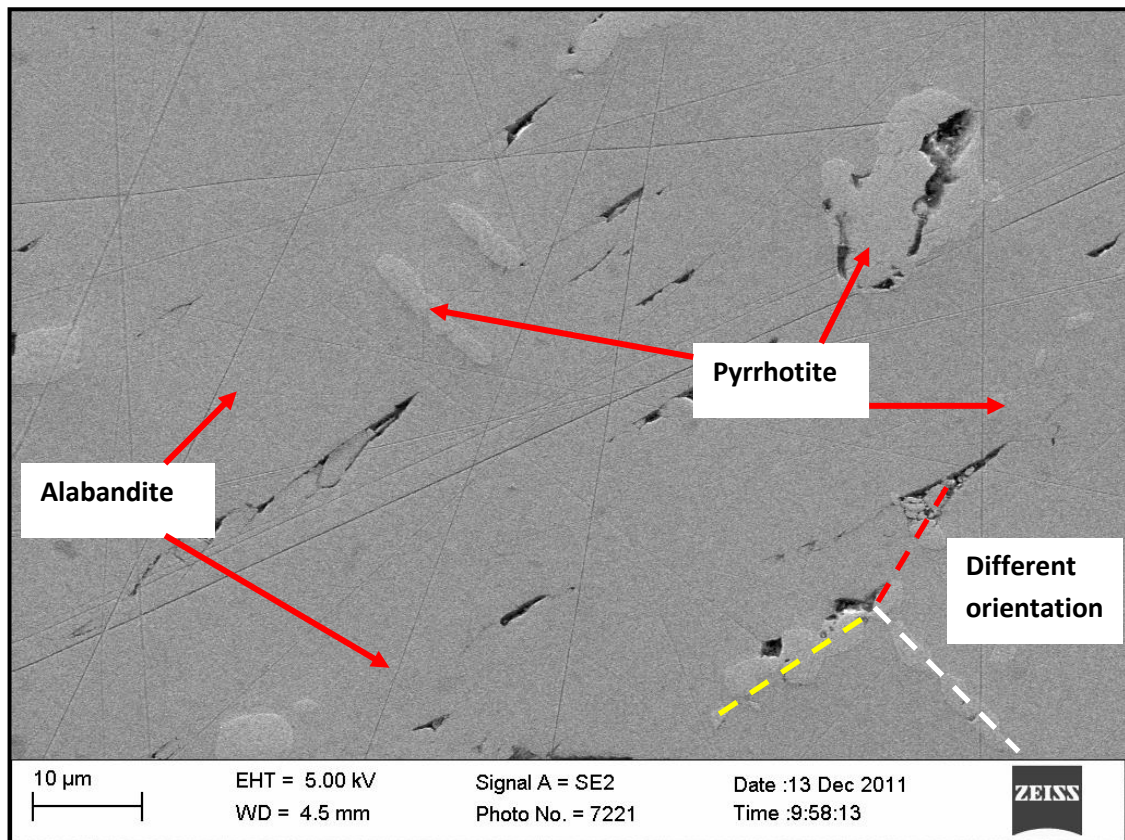 Pyrrhotite
Alabandite
Different
orientation
10 µm
EHT = 5.00 kV
Signal A = SE2
Date :13 Dec 2011
WD = 4.5 mm
Photo No. = 7221
Time :9:58:13
ZEISS